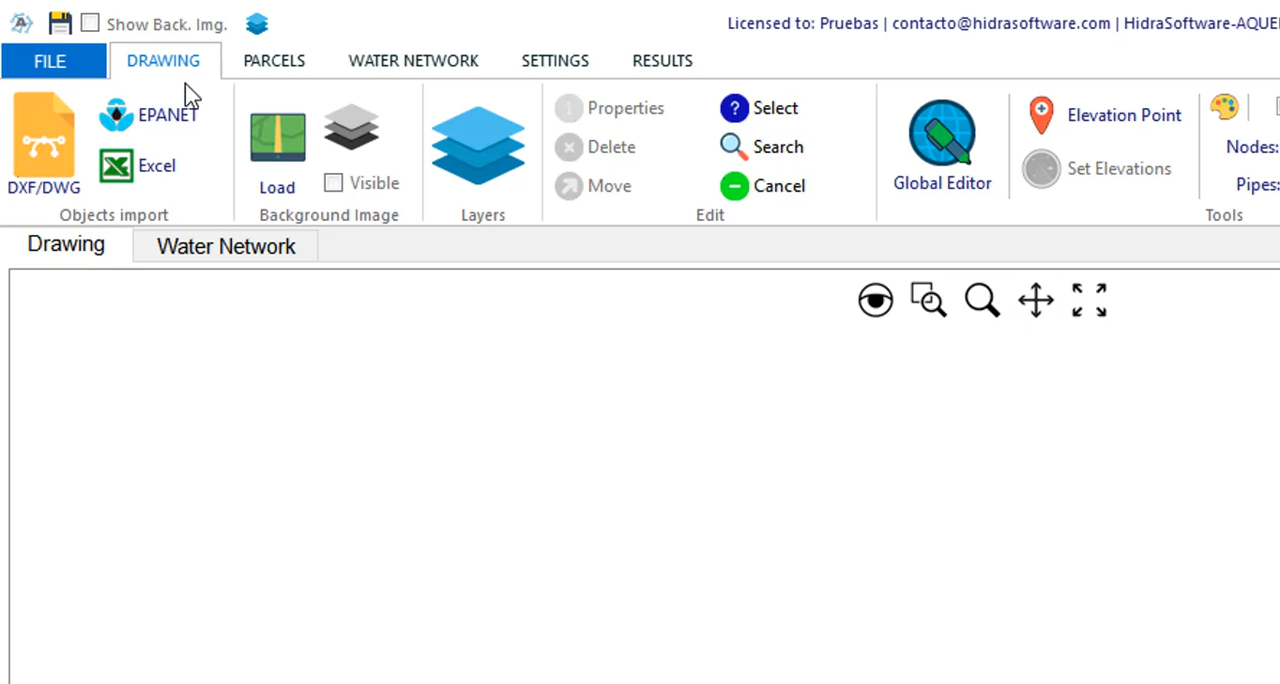 Show Back. Img.
Licensed to: Pruebas | contacto@hidrasoftware.com | HidraSoftware-AQUE
FILE DRAWING PARCELS WATER NETWORK SETTINGS RESULTS
DXF/DWG
EPANET
Excel
Objects import
Load
Visible
Background Image
Layers
Properties
Delete
Move
Select
Search
Cancel
Edit
Global Editor
Elevation Point
Set Elevations
Nodes:
Pipes:
Tools
Drawing Water Network